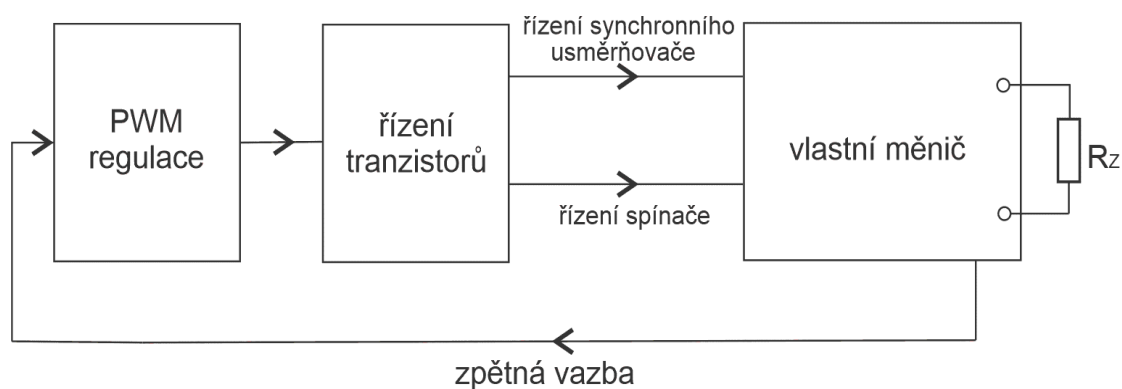 řízení synchronního
usměrňovače
PWM
regulace
řízení
tranzistorů
vlastní měnič
RZ
řízení spínače
zpětná vazba